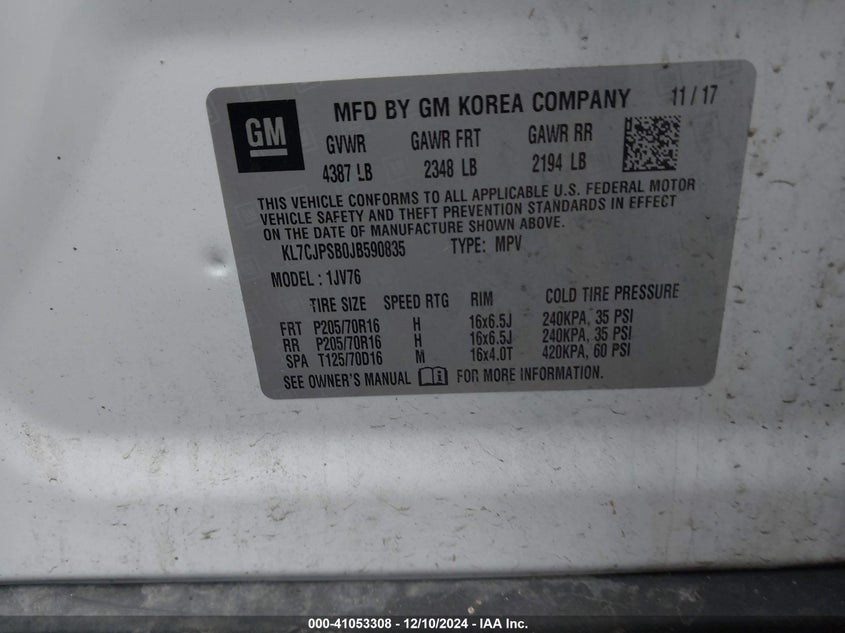 GM
MFD BY GM KOREA COMPANY 11 / 17
GVWR GAWR FRT GAWR RR
4387 LB 2348 LB 2194 LB
THIS VEHICLE CONFORMS TO ALL APPLICABLE U.S. FEDERAL MOTOR
VEHICLE SAFETY AND THEFT PREVENTION STANDARDS IN EFFECT
ON THE DATE OF MANUFACTURE SHOWN ABOVE.
KL7CJPSB0JB590835 TYPE: MPV
MODEL : 1JV76
TIRE SIZE SPEED RTG RIM COLD TIRE PRESSURE
FRT P205/70R16 H 16x6.5J 240KPA, 35 PSI
RR P205/70R16 H 16x6.5J 240KPA, 35 PSI
SPA T125/70D16 M 16x4.0T 420KPA, 60 PSI
SEE OWNER'S MANUAL FOR MORE INFORMATION.
000-41053308 - 12/10/2024 - IAA Inc.